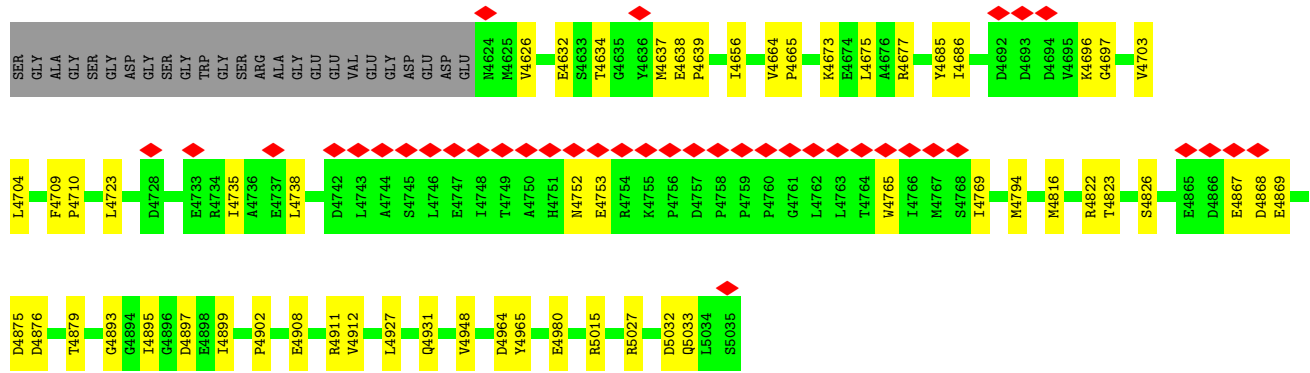 SER GLY ALA GLY SER GLY ASP GLY SER GLY TRP GLY SER ARG ALA GLY GLU GLU VAL GLU GLY ASP GLU ASP GLU N4624 M4625 V4626 E4632 S4633 T4634 G4635 Y4636 M4637 E4638 P4639 I4656 V4664 P4665 K4673 E4674 L4675 A4676 R4677 Y4685 I4686 D4692 D4693 D4694 V4695 K4696 G4697 V4703
L4704 F4709 P4710 L4723 D4728 E4733 R4734 I4735 A4736 E4737 L4738 D4742 L4743 A4744 S4745 L4746 E4747 I4748 T4749 A4750 H4751 N4752 E4753 R4754 K4755 P4756 D4757 P4758 P4759 P4760 G4761 L4762 L4763 T4764 W4765 I4766 M4767 S4768 I4769 M4794 M4816 R4822 T4823 S4826 E4865 D4866 E4867 D4868 E4869
D4875 D4876 T4879 G4893 G4894 I4895 G4896 D4897 E4898 I4899 P4902 E4908 R4911 V4912 L4927 Q4931 V4948 D4964 Y4965 E4980 R5015 R5027 D5032 Q5033 L5034 S5035